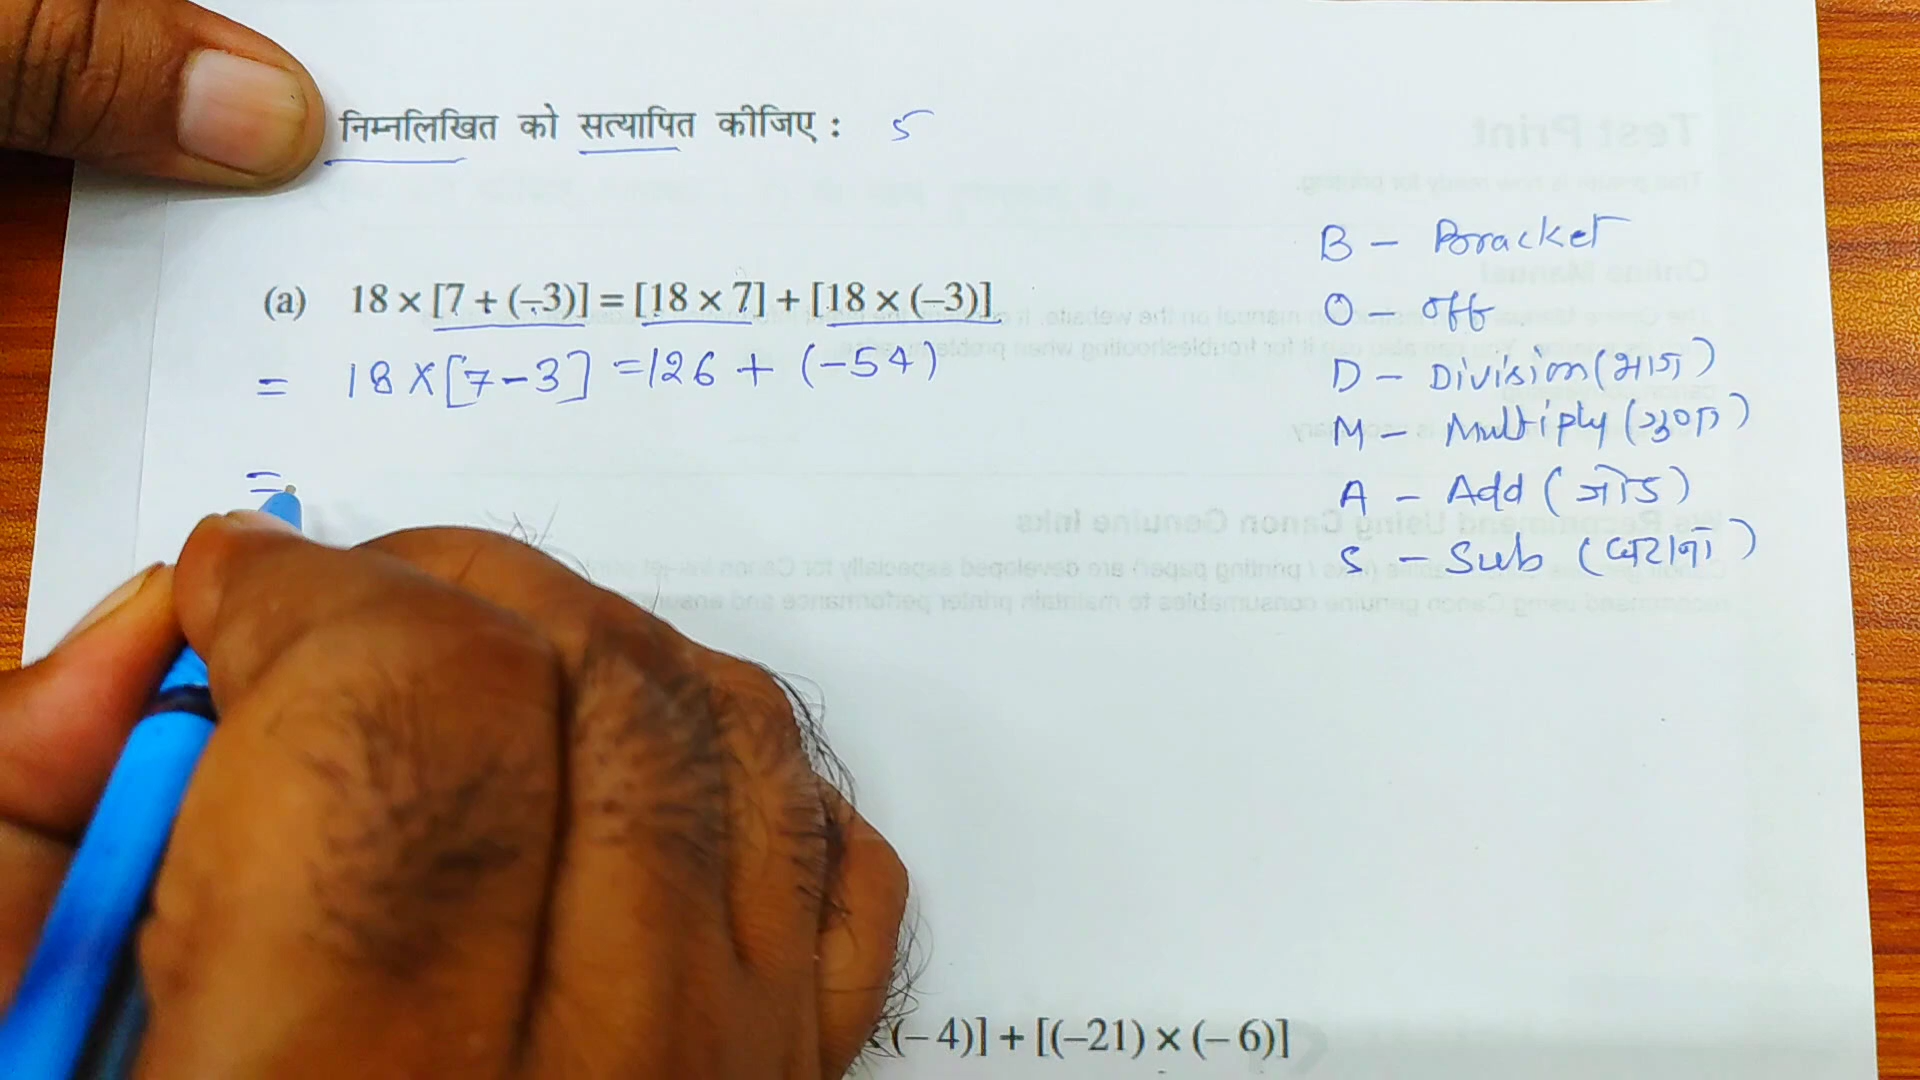 निम्नलिखित को सत्यापित कीजिए : 5
(a) 18 × [7 + (–3)] = [18 × 7] + [18 × (–3)]
= 18 × [7 - 3] = 126 + (-54)
=
B - Bracket
O - off
D - Division (भाग)
M - Multiply (गुणा)
A - Add (जोड)
S - Sub (घटाना)
(– 4)] + [(–21) × (– 6)]